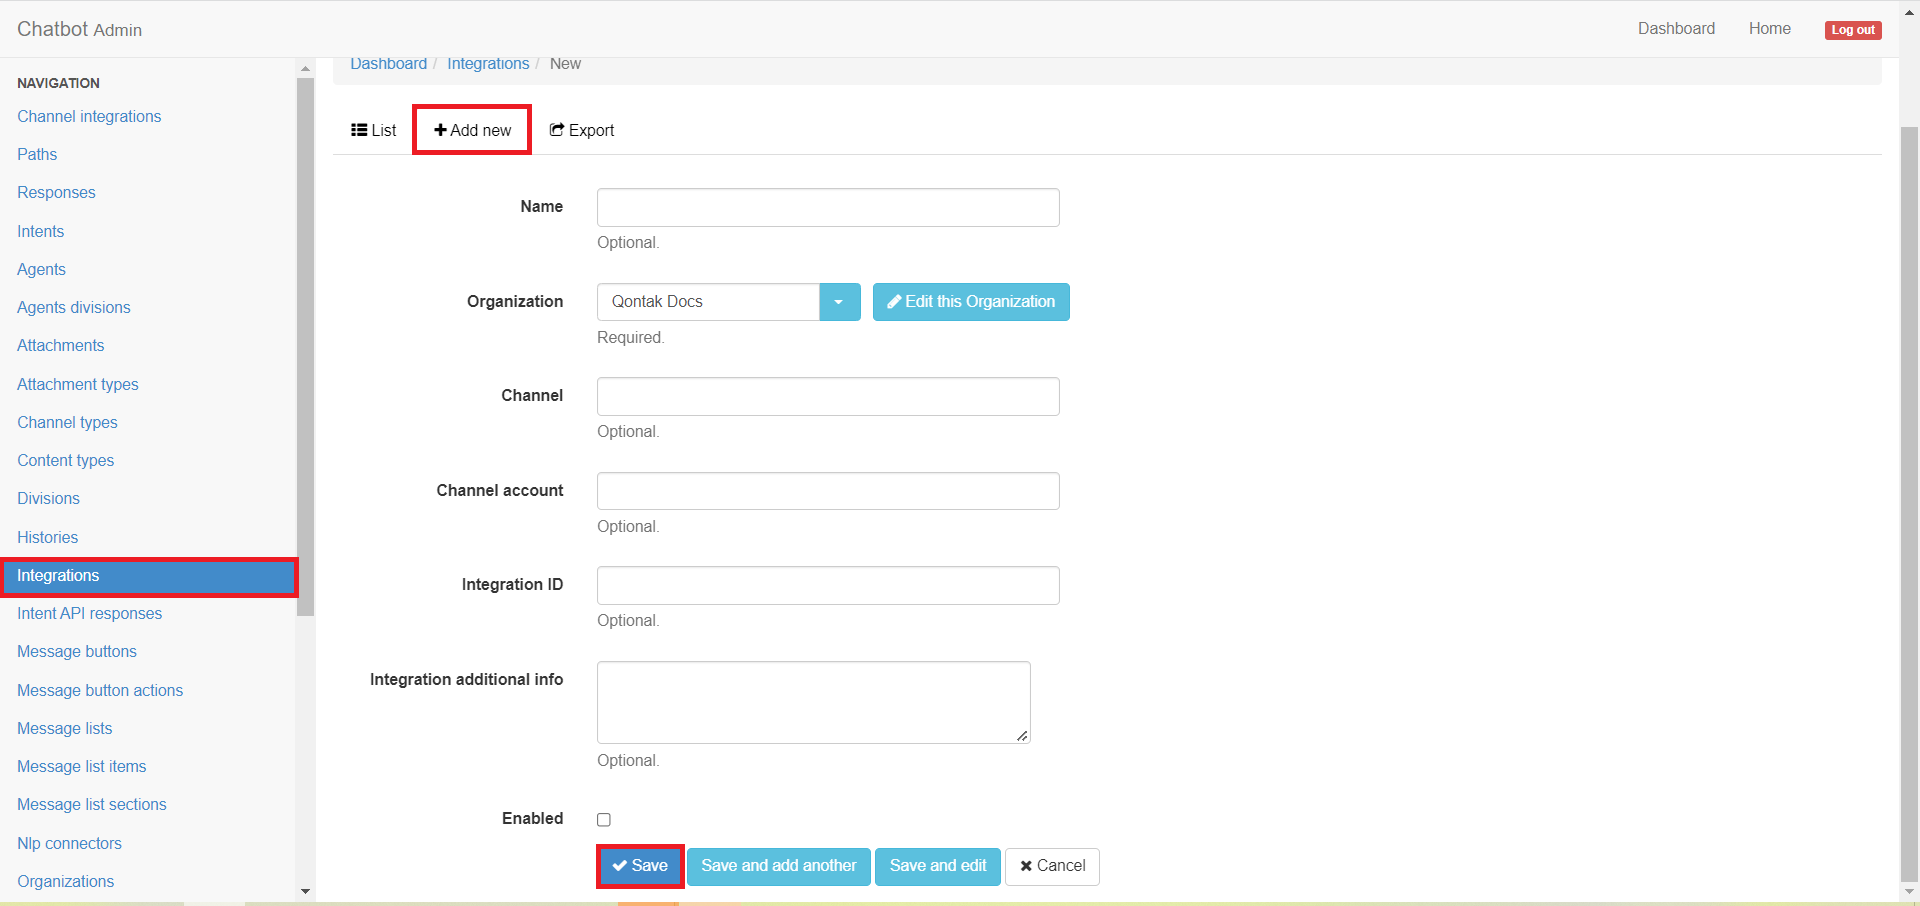 Chatbot Admin
Dashboard Home Log out
NAVIGATION
Channel integrations
Paths
Responses
Intents
Agents
Agents divisions
Attachments
Attachment types
Channel types
Content types
Divisions
Histories
Integrations
Intent API responses
Message buttons
Message button actions
Message lists
Message list items
Message list sections
Nlp connectors
Organizations
Dashboard / Integrations / New
List Add new Export
Name
Optional.
Organization Qontak Docs Edit this Organization
Required.
Channel
Optional.
Channel account
Optional.
Integration ID
Optional.
Integration additional info
Optional.
Enabled
Save Save and add another Save and edit Cancel